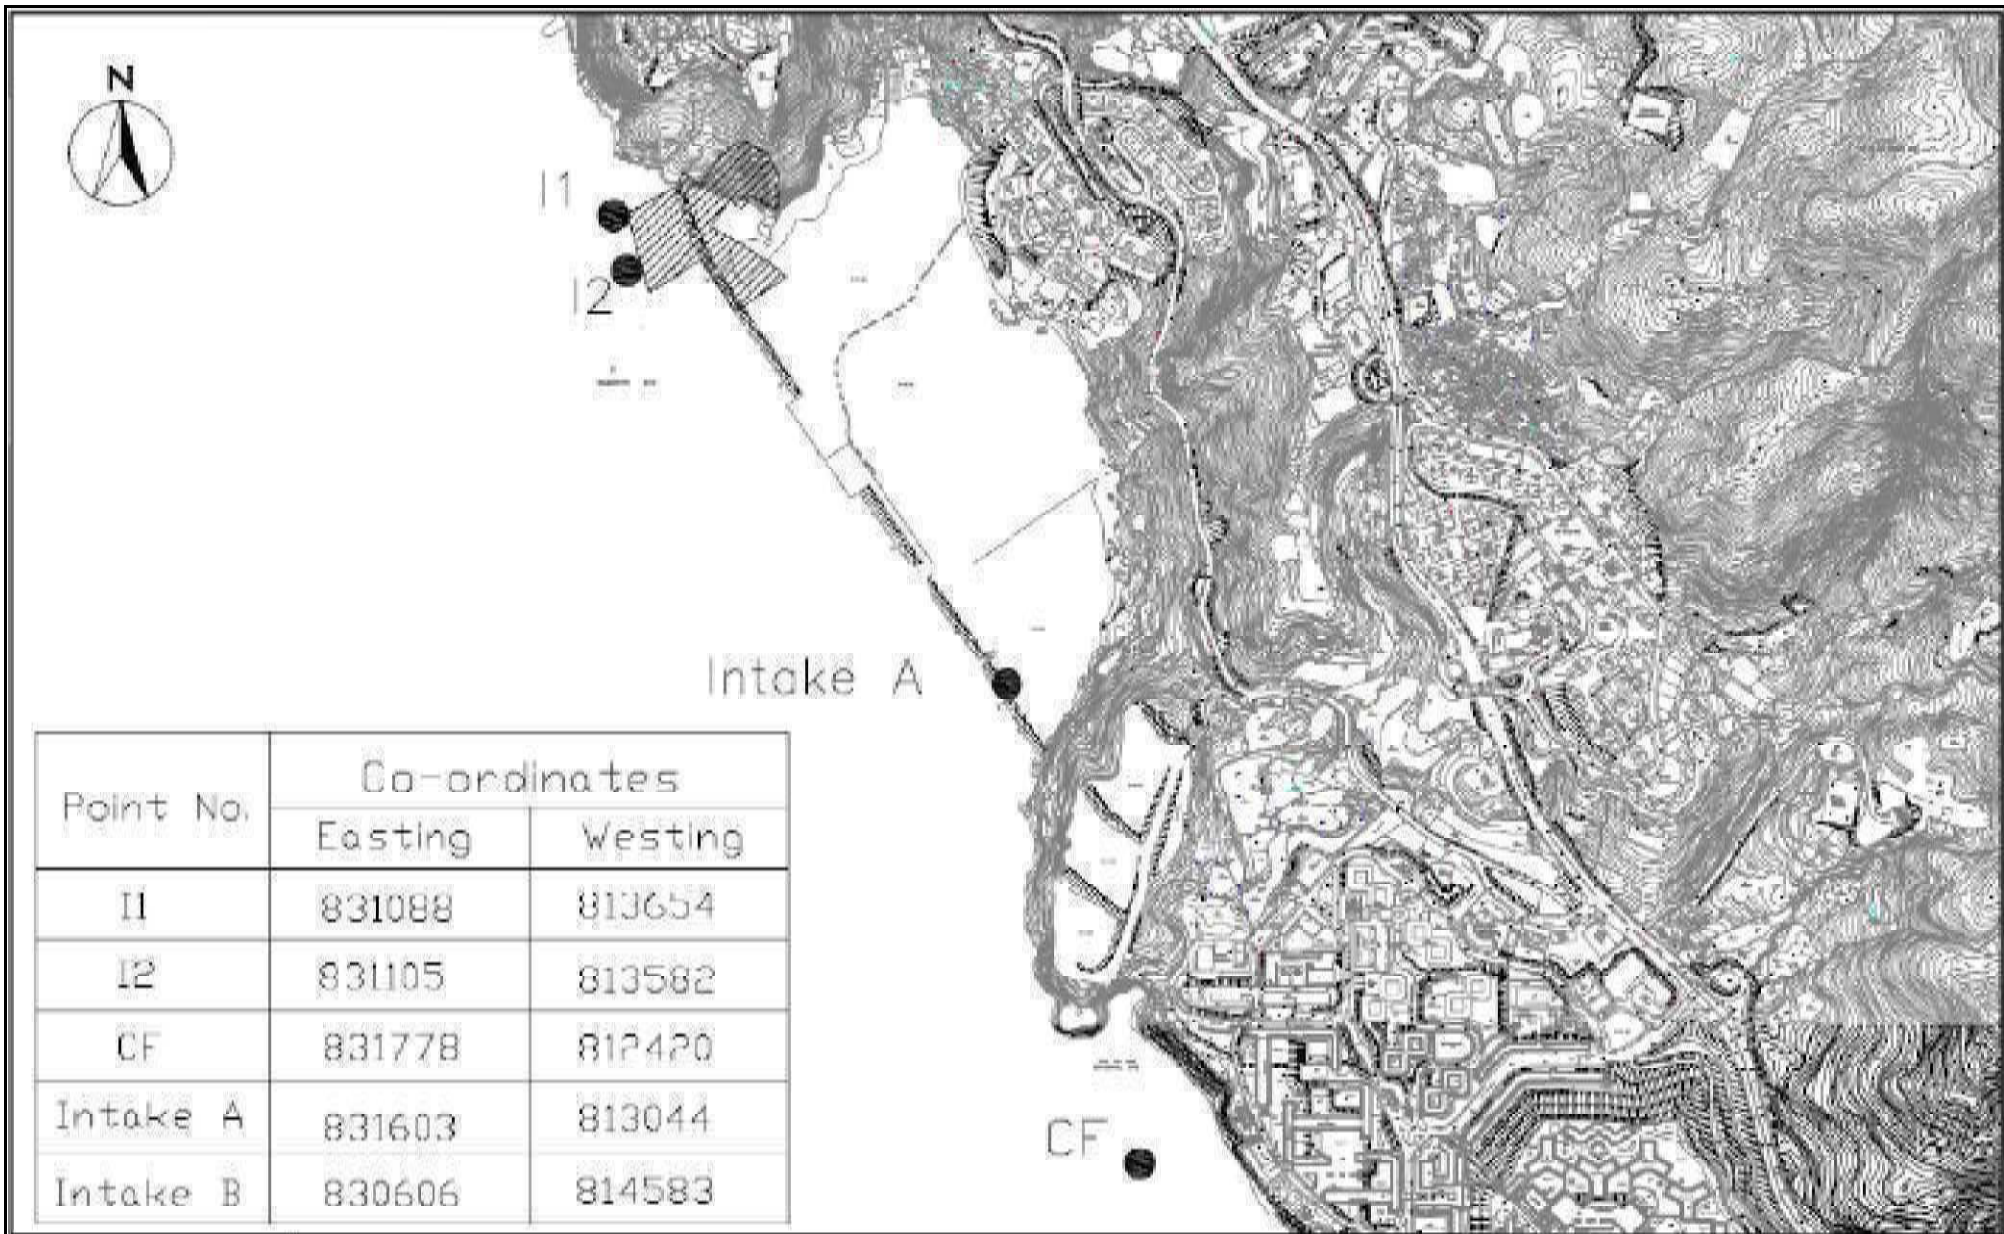 N
I1
I2
Intake A
Point No.
Co-ordinates
Easting
Westing
I1
831088
813654
I2
831105
813582
CF
831778
812420
Intake A
831603
813044
Intake B
830606
814583
CF